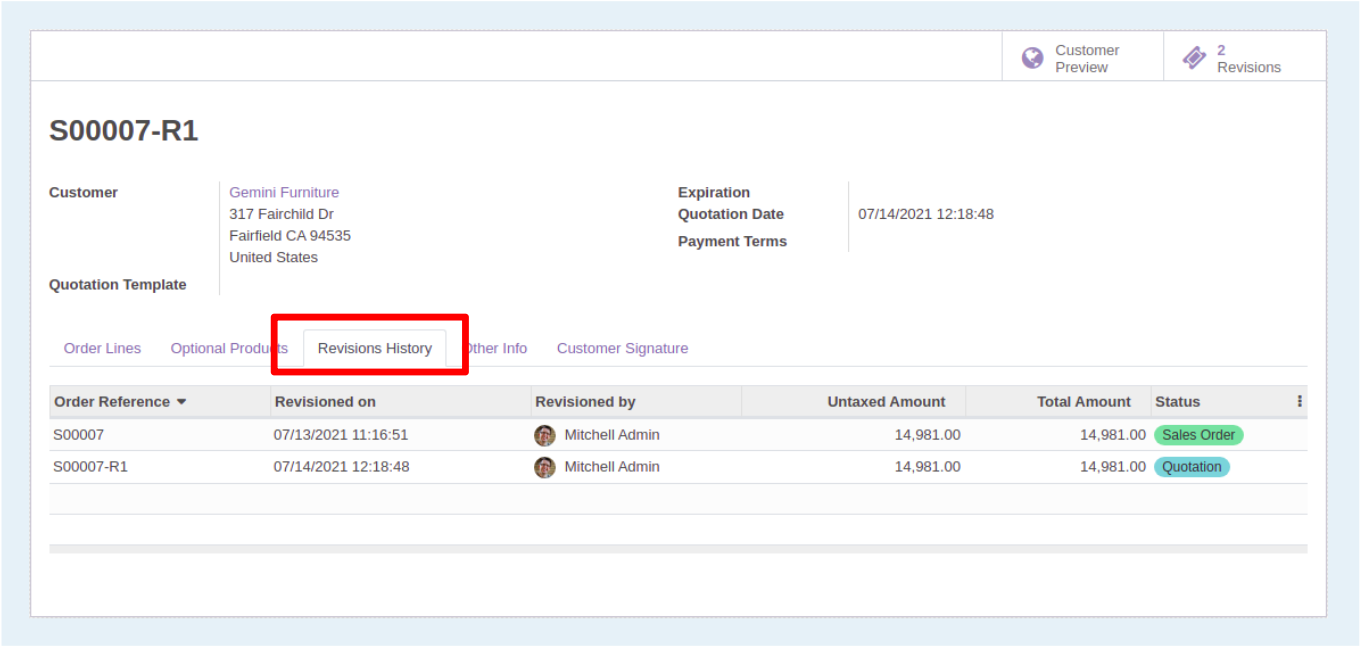 Customer Preview
2 Revisions
S00007-R1
Customer
Gemini Furniture
317 Fairchild Dr
Fairfield CA 94535
United States
Quotation Template
Expiration
Quotation Date 07/14/2021 12:18:48
Payment Terms
Order Lines Optional Products Revisions History Other Info Customer Signature
Order Reference Revisioned on Revisioned by Untaxed Amount Total Amount Status
S00007 07/13/2021 11:16:51 Mitchell Admin 14,981.00 14,981.00 Sales Order
S00007-R1 07/14/2021 12:18:48 Mitchell Admin 14,981.00 14,981.00 Quotation